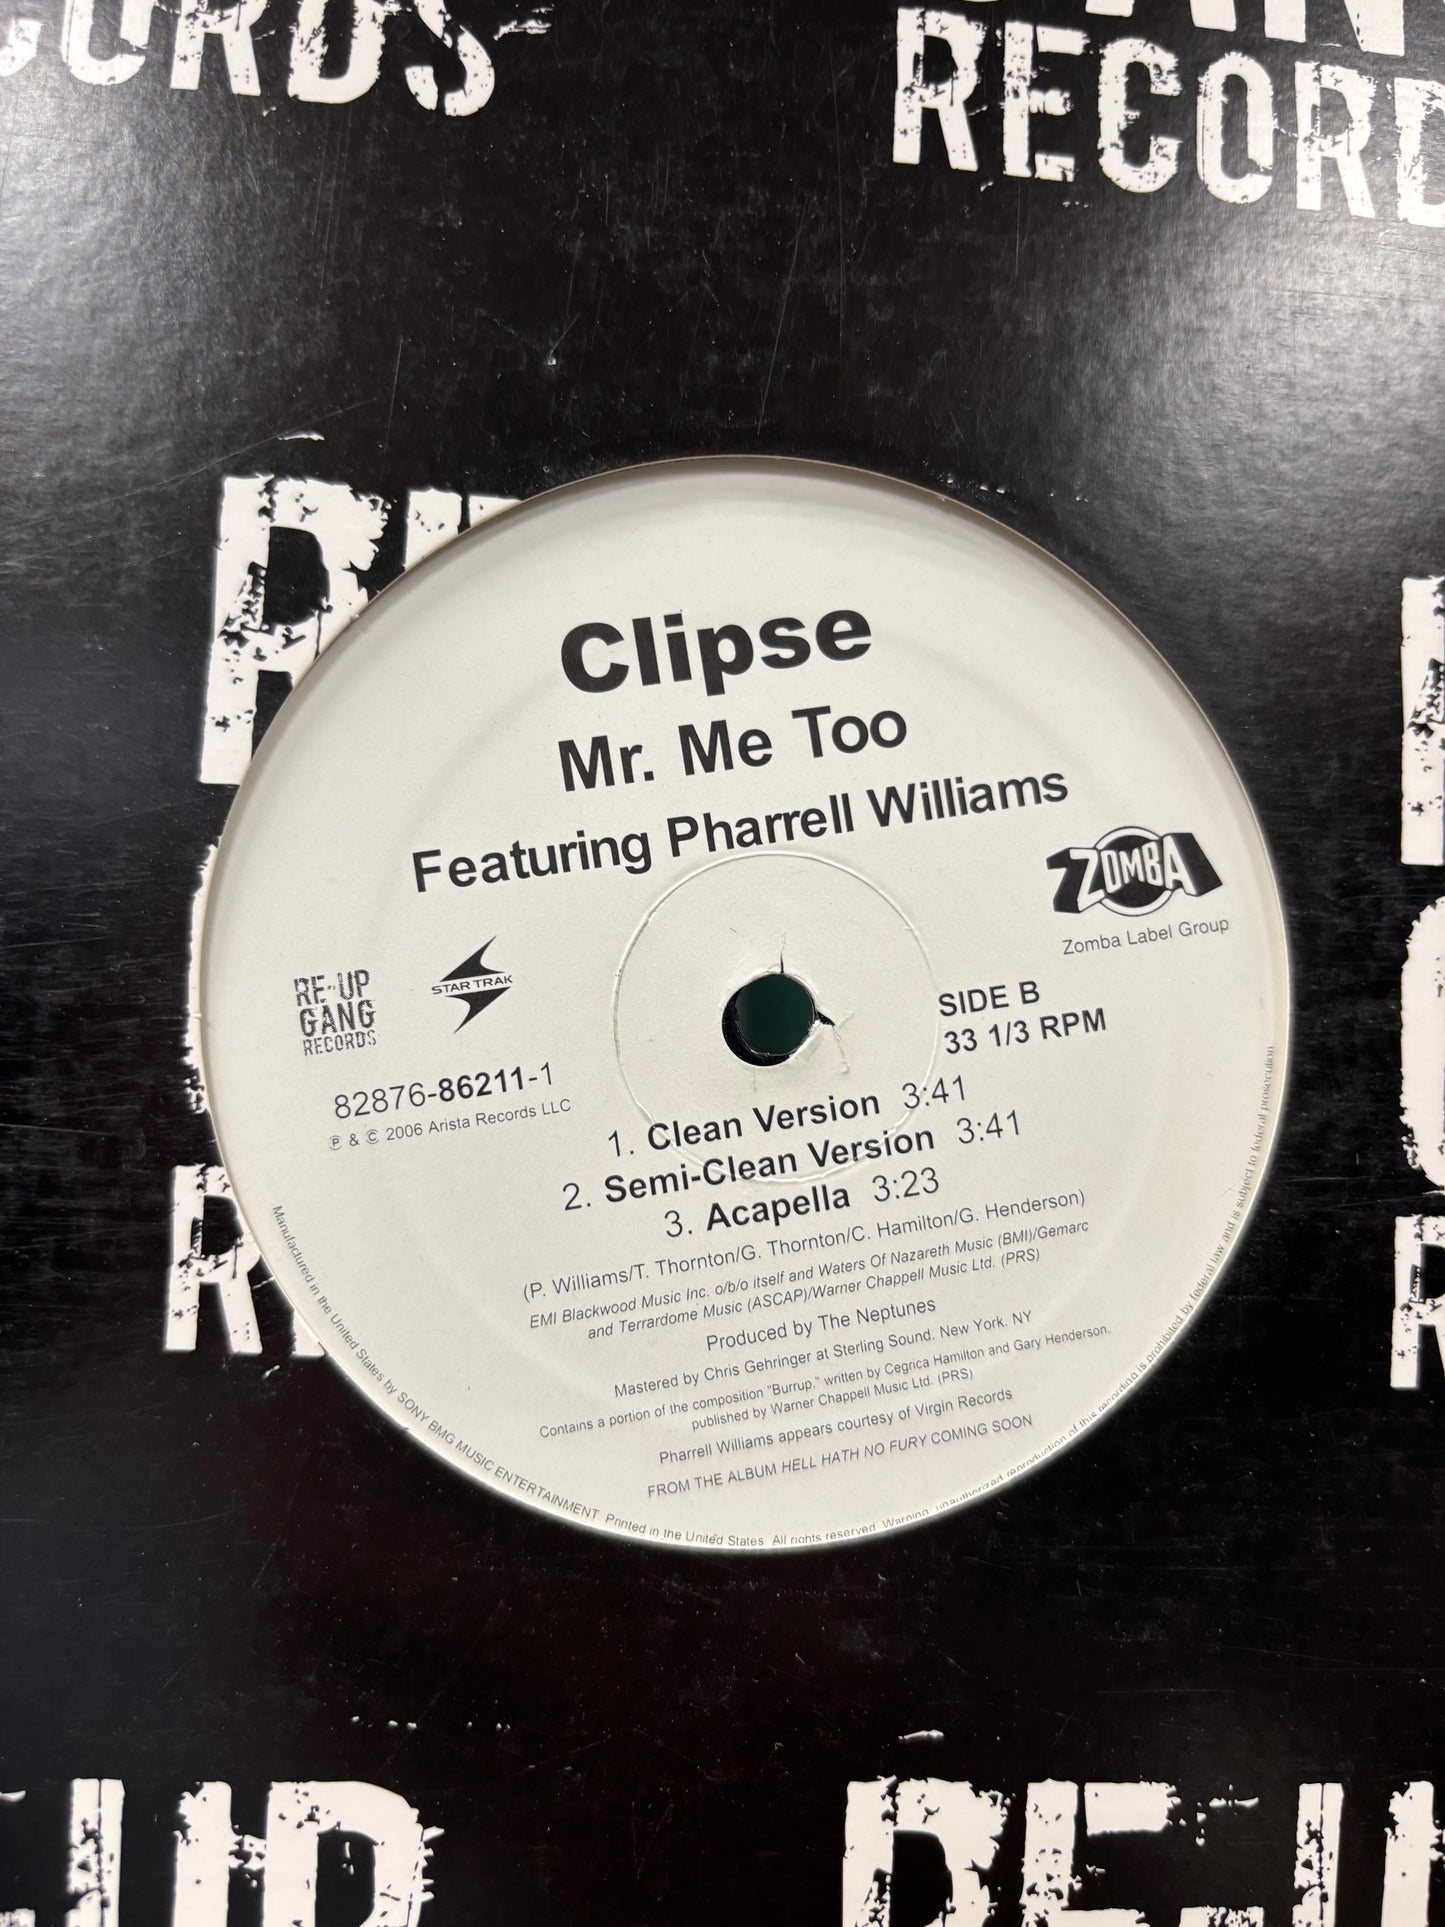 CORDS
RECORD
Clipse
Mr. Me Too
Featuring Pharrell Williams
ZOMBA
Zomba Label Group
RE-UP
GANG
RECORDS
STAR TRAK
SIDE B
33 1/3 RPM
82876-86211-1
℗ & © 2006 Arista Records LLC
1. Clean Version 3:41
2. Semi-Clean Version 3:41
3. Acapella 3:23
(P. Williams/T. Thornton/G. Thornton/C. Hamilton/G. Henderson)
EMI Blackwood Music Inc. o/b/o itself and Waters Of Nazareth Music (BMI)/Gemarc
and Terrardome Music (ASCAP)/Warner Chappell Music Ltd. (PRS)
Produced by The Neptunes
Mastered by Chris Gehringer at Sterling Sound, New York, NY
Contains a portion of the composition "Burrup," written by Cegrica Hamilton and Gary Henderson,
published by Warner Chappell Music Ltd. (PRS)
Pharrell Williams appears courtesy of Virgin Records
FROM THE ALBUM HELL HATH NO FURY COMING SOON
Manufactured in the United States by SONY BMG MUSIC ENTERTAINMENT. Printed in the United States. All rights reserved. Warning: unauthorized reproduction of this recording is prohibited by federal law and is subject to federal prosecution
RE-U